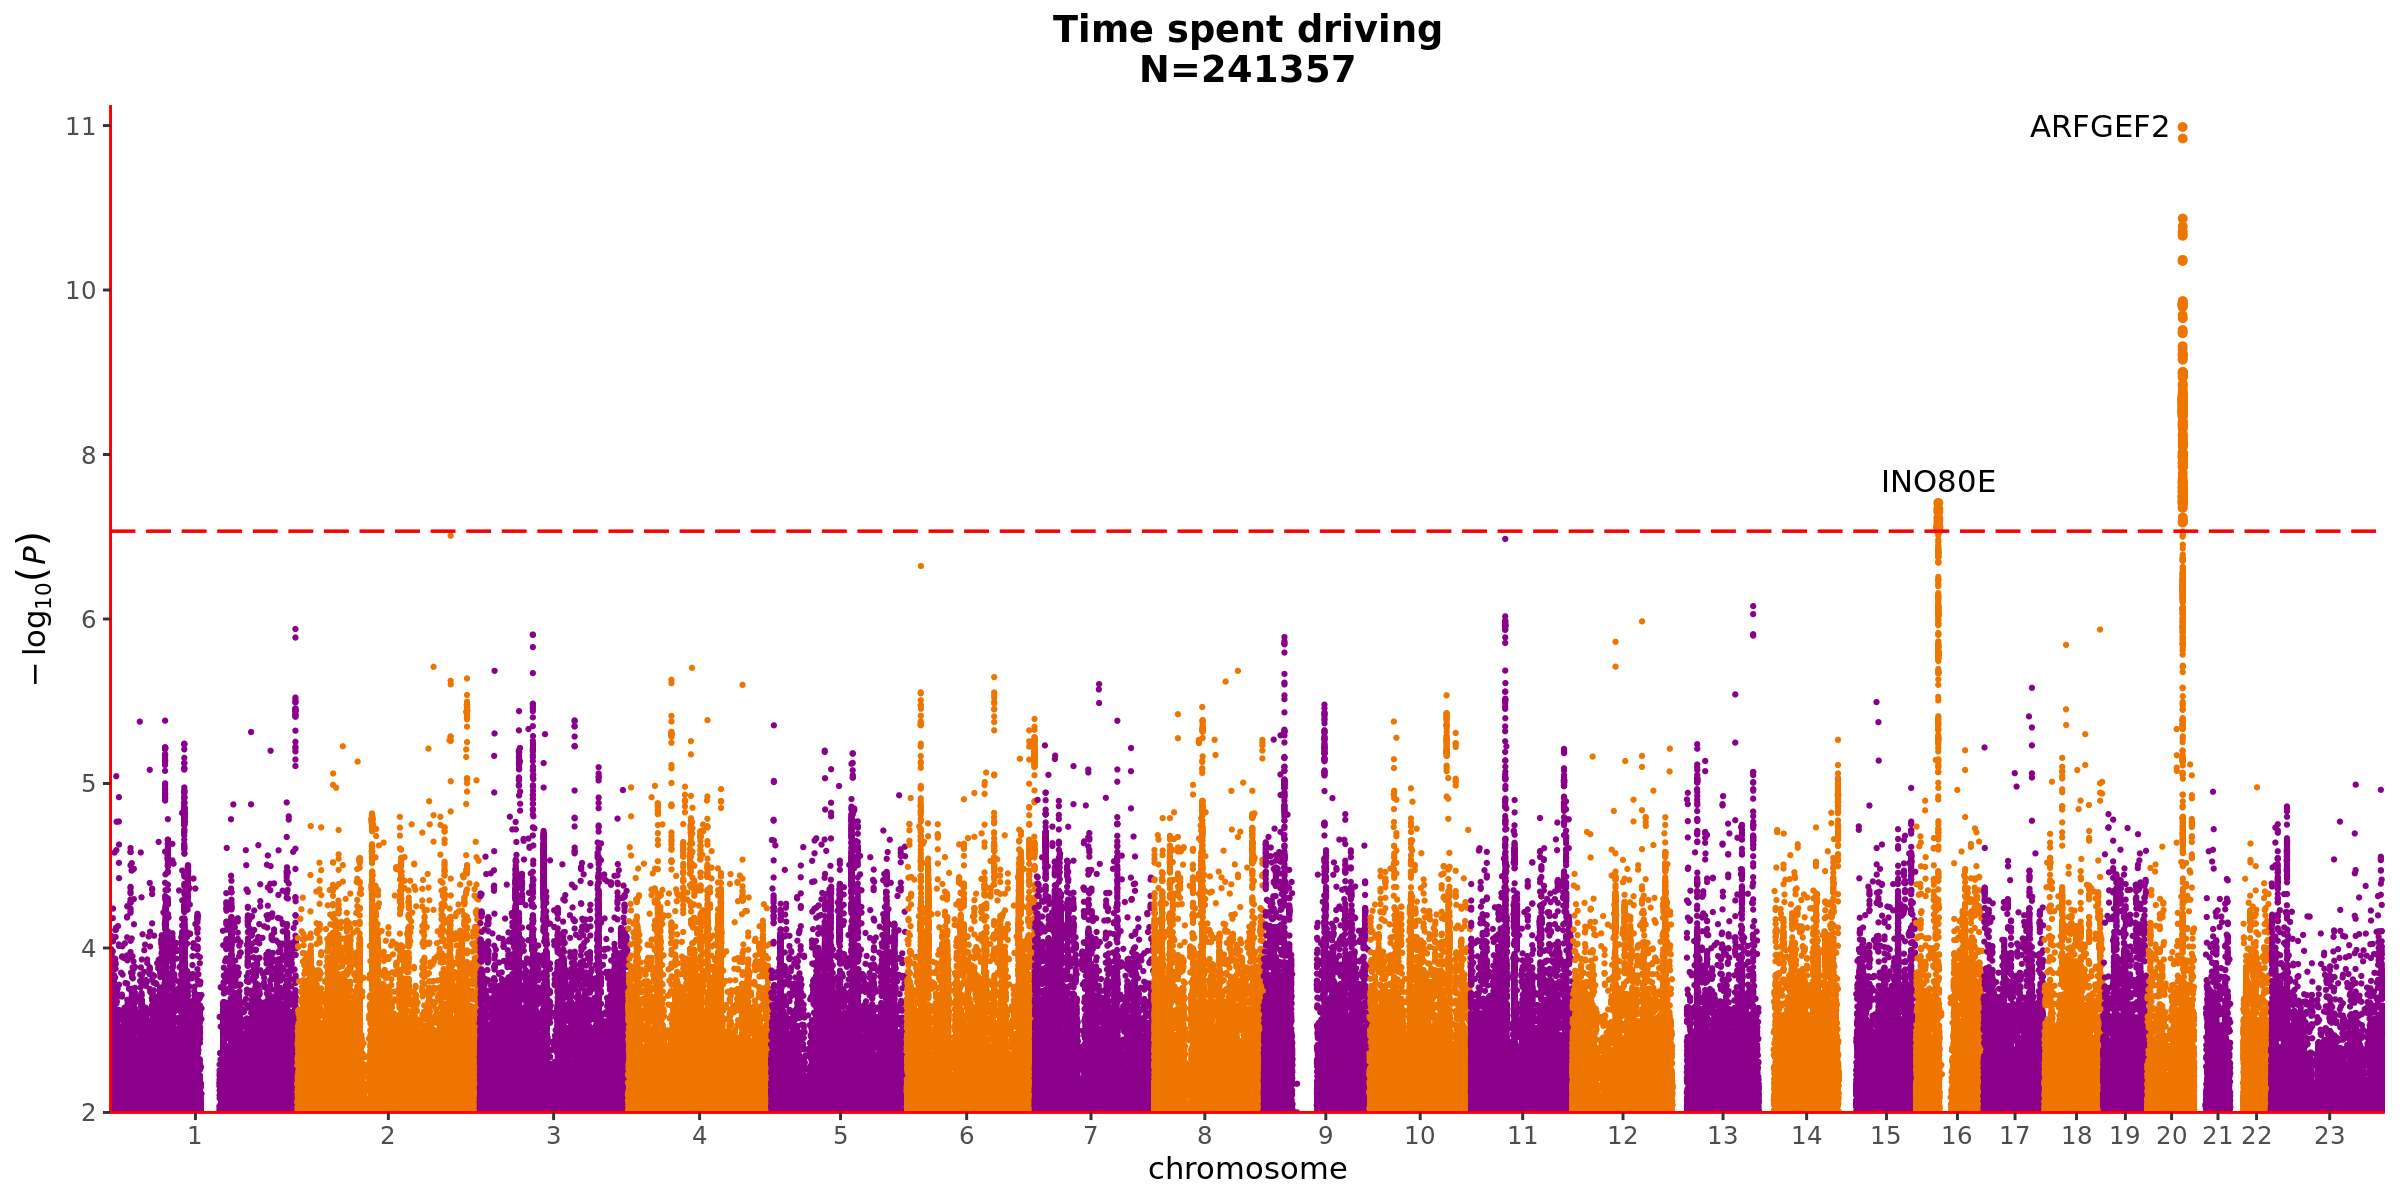 Time spent driving
N=241357
11
ARFGEF2
10
8
INO80E
6
5
4
2
−log10(P)
1 2 3 4 5 6 7 8 9 10 11 12 13 14 15 16 17 18 19 20 21 22 23
chromosome